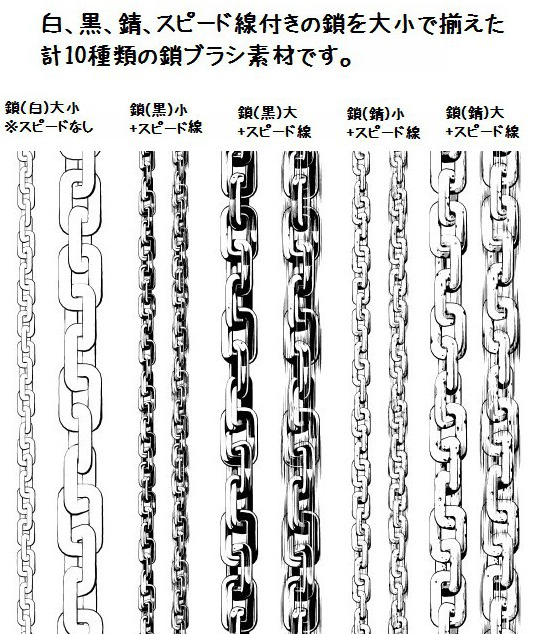 白、黒、錆、スピード線付きの鎖を大小で揃えた
計10種類の鎖ブラシ素材です。
鎖(白)大小
※スピードなし
鎖(黒)小
+スピード線
鎖(黒)大
+スピード線
鎖(錆)小
+スピード線
鎖(錆)大
+スピード線